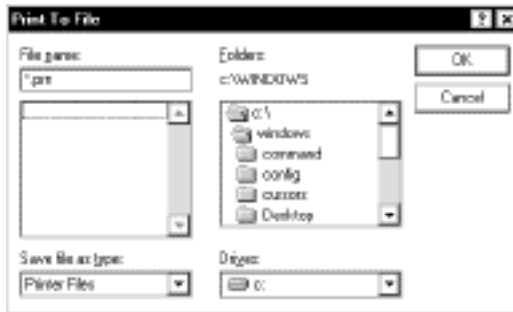 Print To File
File name:
*.prn
Folders:
c:\WINDOWS
OK
Cancel
c:\
windows
command
config
cursors
Desktop
Save file as type:
Printer Files
Drives:
c: